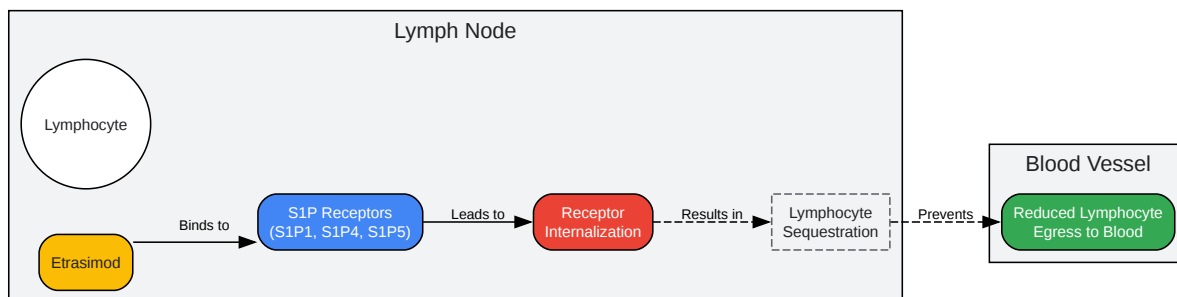 Lymph Node
Lymphocyte
Blood Vessel
Etrasimod
Binds to
S1P Receptors
(S1P1, S1P4, S1P5)
Leads to
Receptor
Internalization
Results in
Lymphocyte
Sequestration
Prevents
Reduced Lymphocyte
Egress to Blood